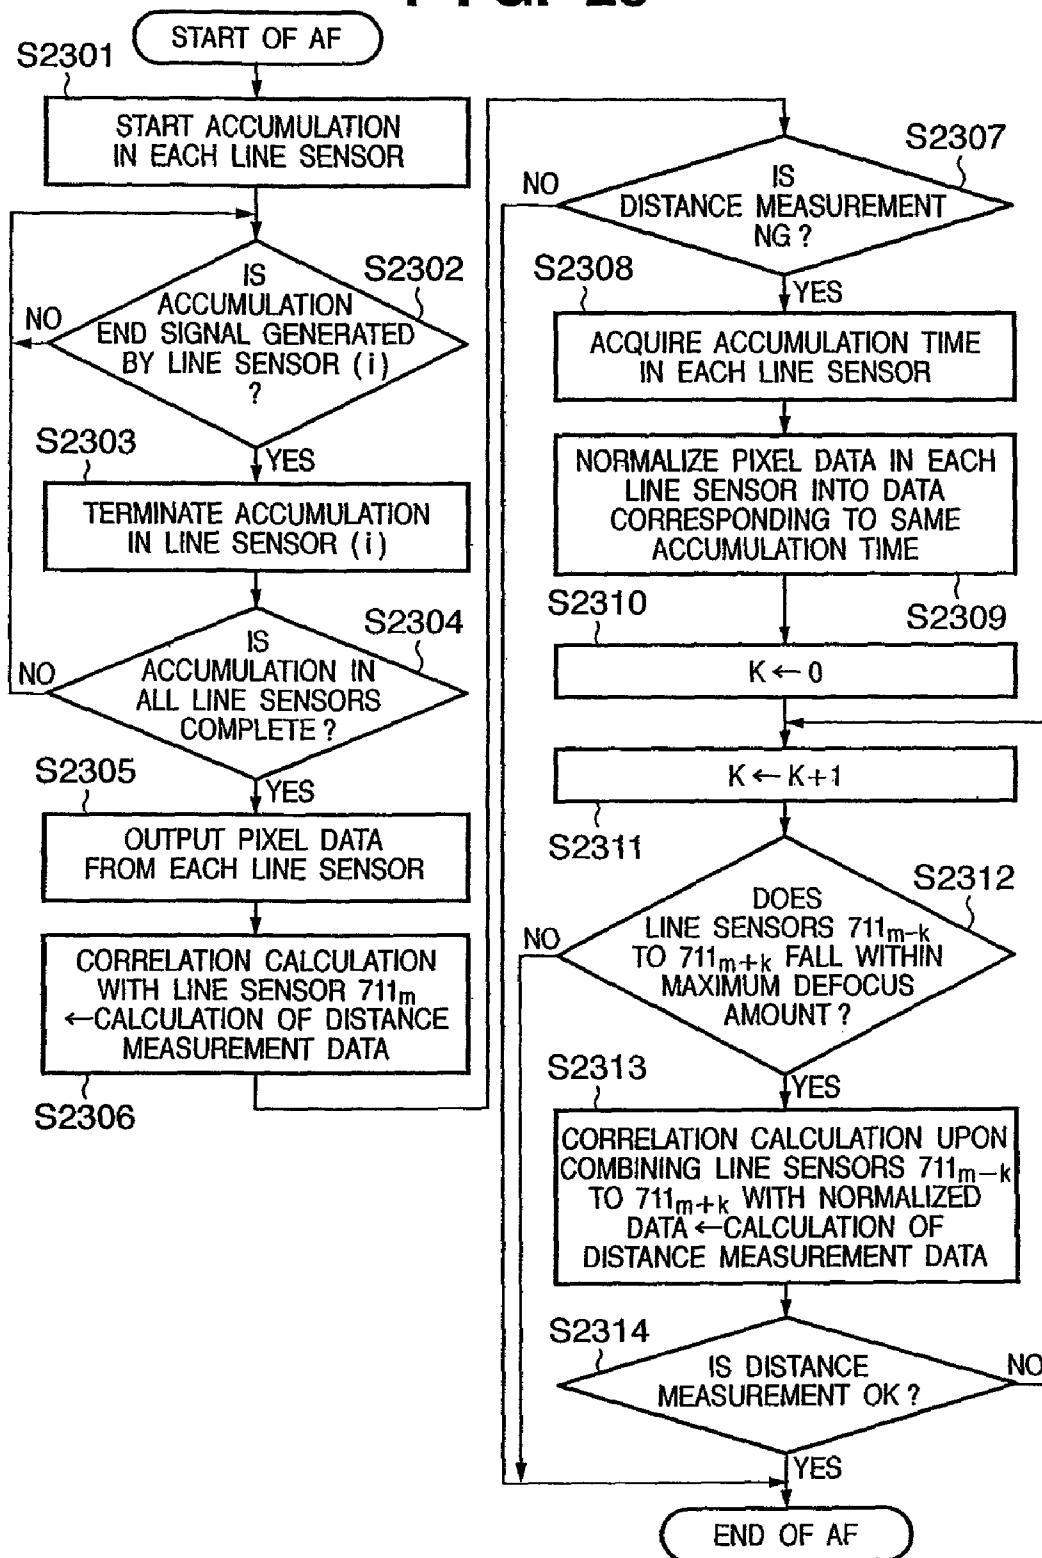 START OF AF
S2301
START ACCUMULATION
IN EACH LINE SENSOR
S2302
IS
ACCUMULATION
END SIGNAL GENERATED
BY LINE SENSOR (i)
?
NO
YES
S2303
TERMINATE ACCUMULATION
IN LINE SENSOR (i)
S2304
IS
ACCUMULATION IN
ALL LINE SENSORS
COMPLETE ?
NO
YES
S2305
OUTPUT PIXEL DATA
FROM EACH LINE SENSOR
CORRELATION CALCULATION
WITH LINE SENSOR 711m
←CALCULATION OF DISTANCE
MEASUREMENT DATA
S2306
S2307
IS
DISTANCE MEASUREMENT
NG ?
NO
YES
S2308
ACQUIRE ACCUMULATION TIME
IN EACH LINE SENSOR
NORMALIZE PIXEL DATA IN EACH
LINE SENSOR INTO DATA
CORRESPONDING TO SAME
ACCUMULATION TIME
S2309
S2310
K ← 0
K ← K+1
S2311
S2312
DOES
LINE SENSORS 711m-k
TO 711m+k FALL WITHIN
MAXIMUM DEFOCUS
AMOUNT ?
NO
YES
S2313
CORRELATION CALCULATION UPON
COMBINING LINE SENSORS 711m-k
TO 711m+k WITH NORMALIZED
DATA ←CALCULATION OF
DISTANCE MEASUREMENT DATA
S2314
IS DISTANCE
MEASUREMENT OK ?
NO
YES
END OF AF